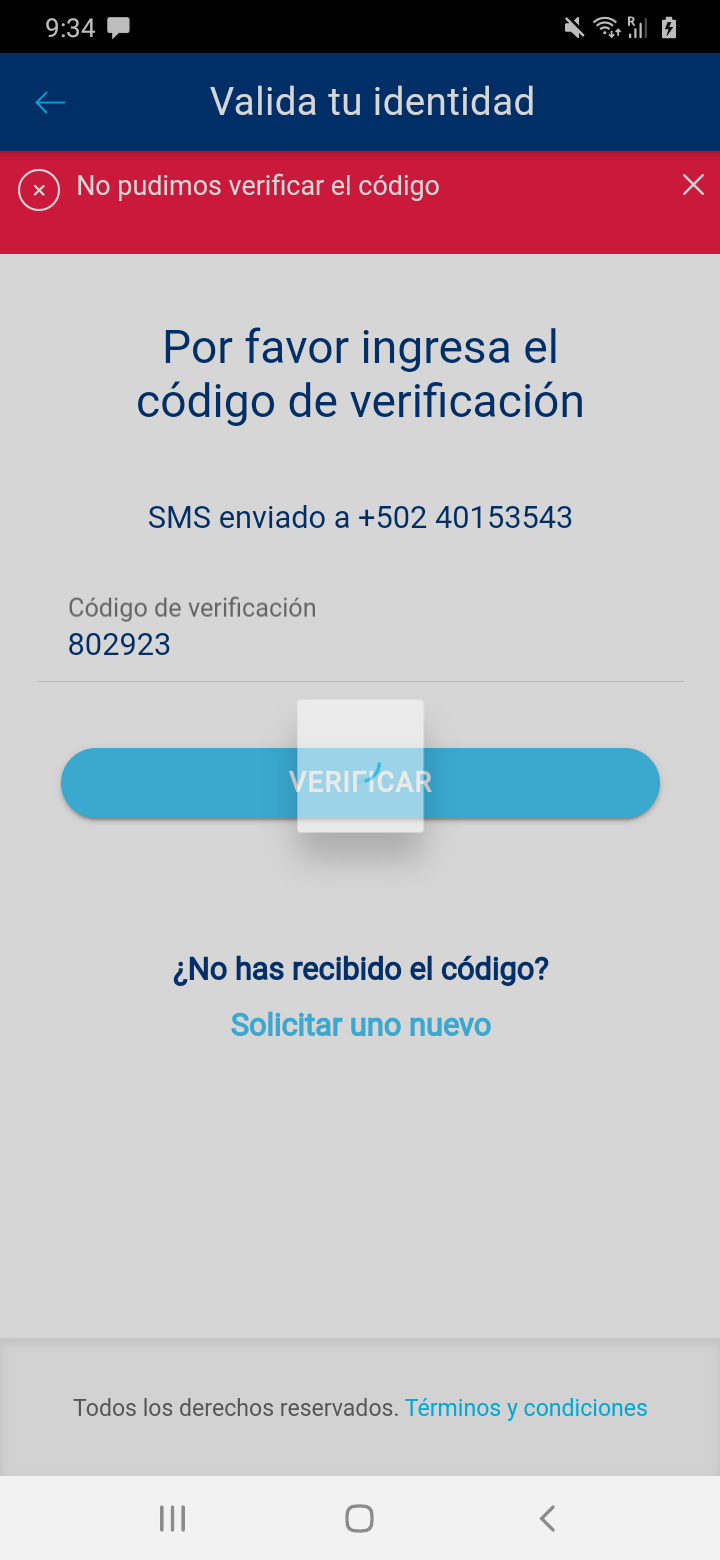 9:34
R
Valida tu identidad
No pudimos verificar el código
Por favor ingresa el
código de verificación
SMS enviado a +502 40153543
Código de verificación
802923
VERIFICAR
¿No has recibido el código?
Solicitar uno nuevo
Todos los derechos reservados. Términos y condiciones